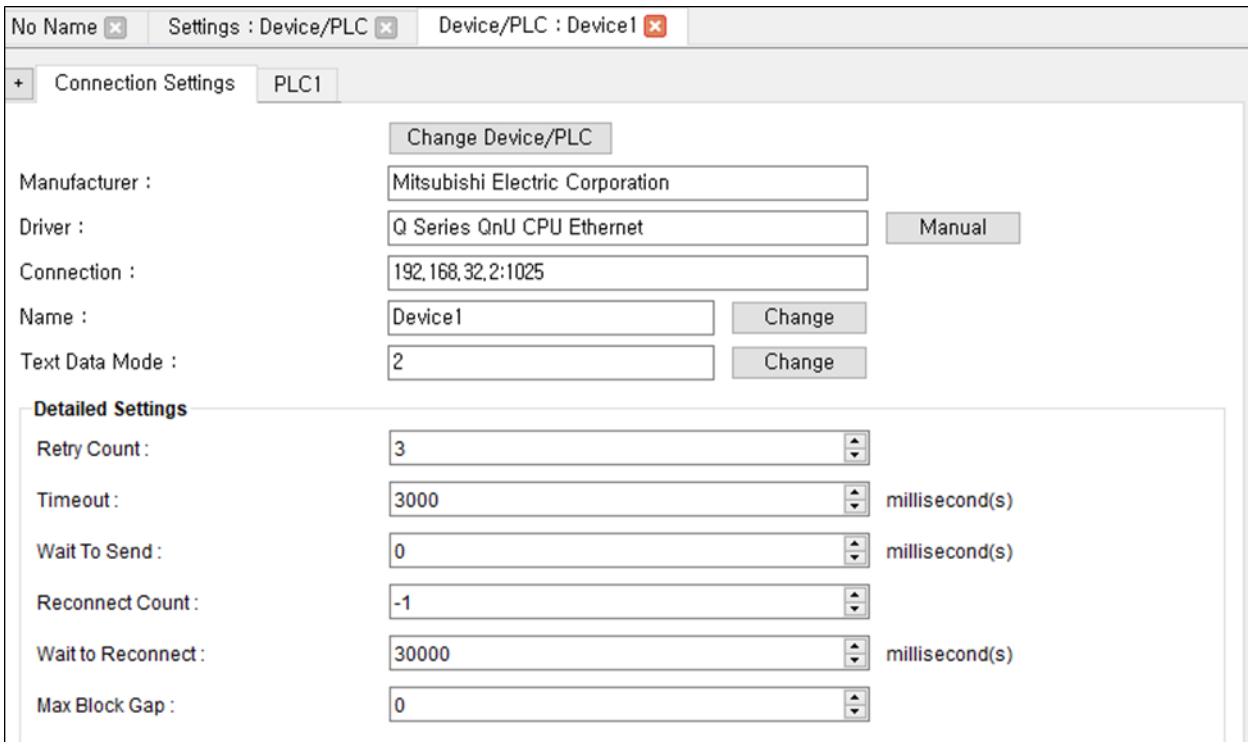 No Name Settings : Device/PLC Device/PLC : Device1
+ Connection Settings PLC1
Change Device/PLC
Manufacturer : Mitsubishi Electric Corporation
Driver : Q Series QnU CPU Ethernet Manual
Connection : 192.168.32.2:1025
Name : Device1 Change
Text Data Mode : 2 Change
Detailed Settings
Retry Count : 3
Timeout : 3000 millisecond(s)
Wait To Send : 0 millisecond(s)
Reconnect Count : -1
Wait to Reconnect : 30000 millisecond(s)
Max Block Gap : 0